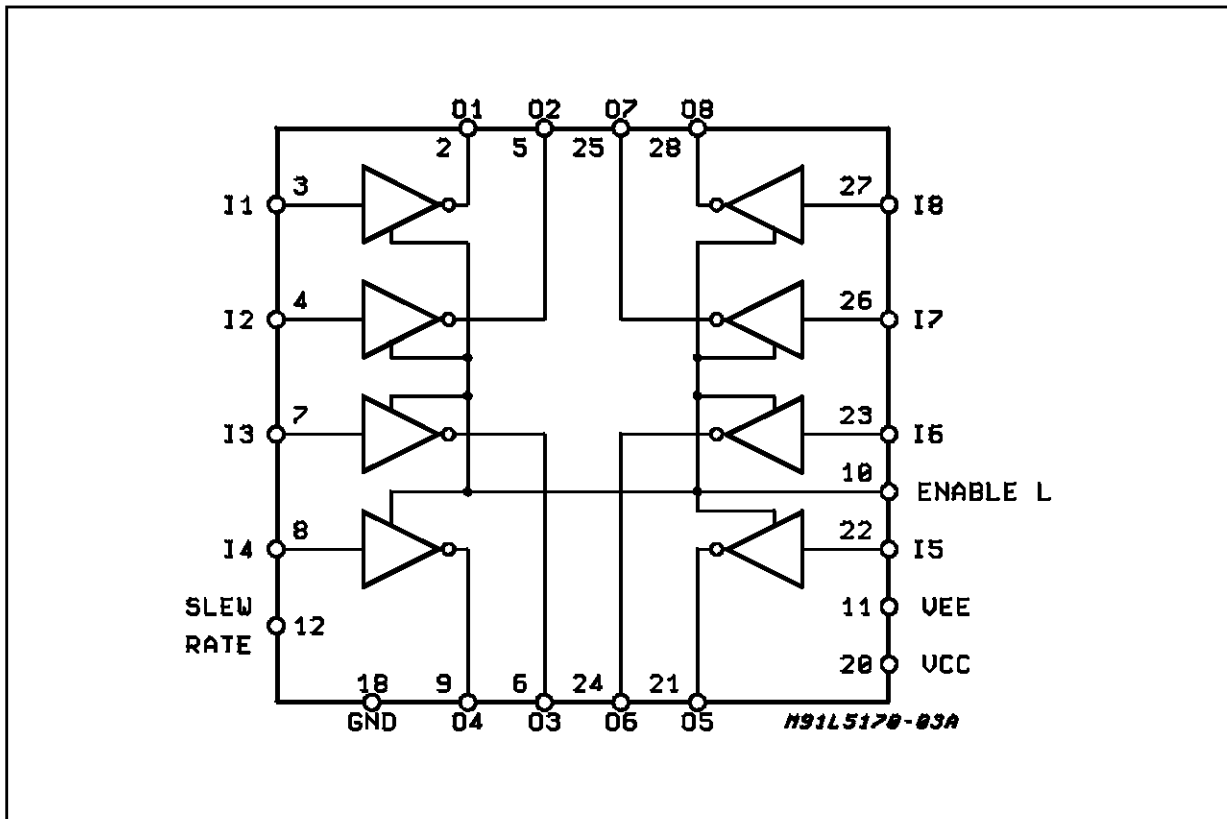 O1 O2 O7 O8
2 5 25 28
I1 3 27 I8
I2 4 26 I7
I3 7 23 I6
10 ENABLE L
I4 8 22 I5
SLEW
RATE
12
11 VEE
20 VCC
18 9 6 24 21
GND O4 O3 O6 O5
M91L5170-03A